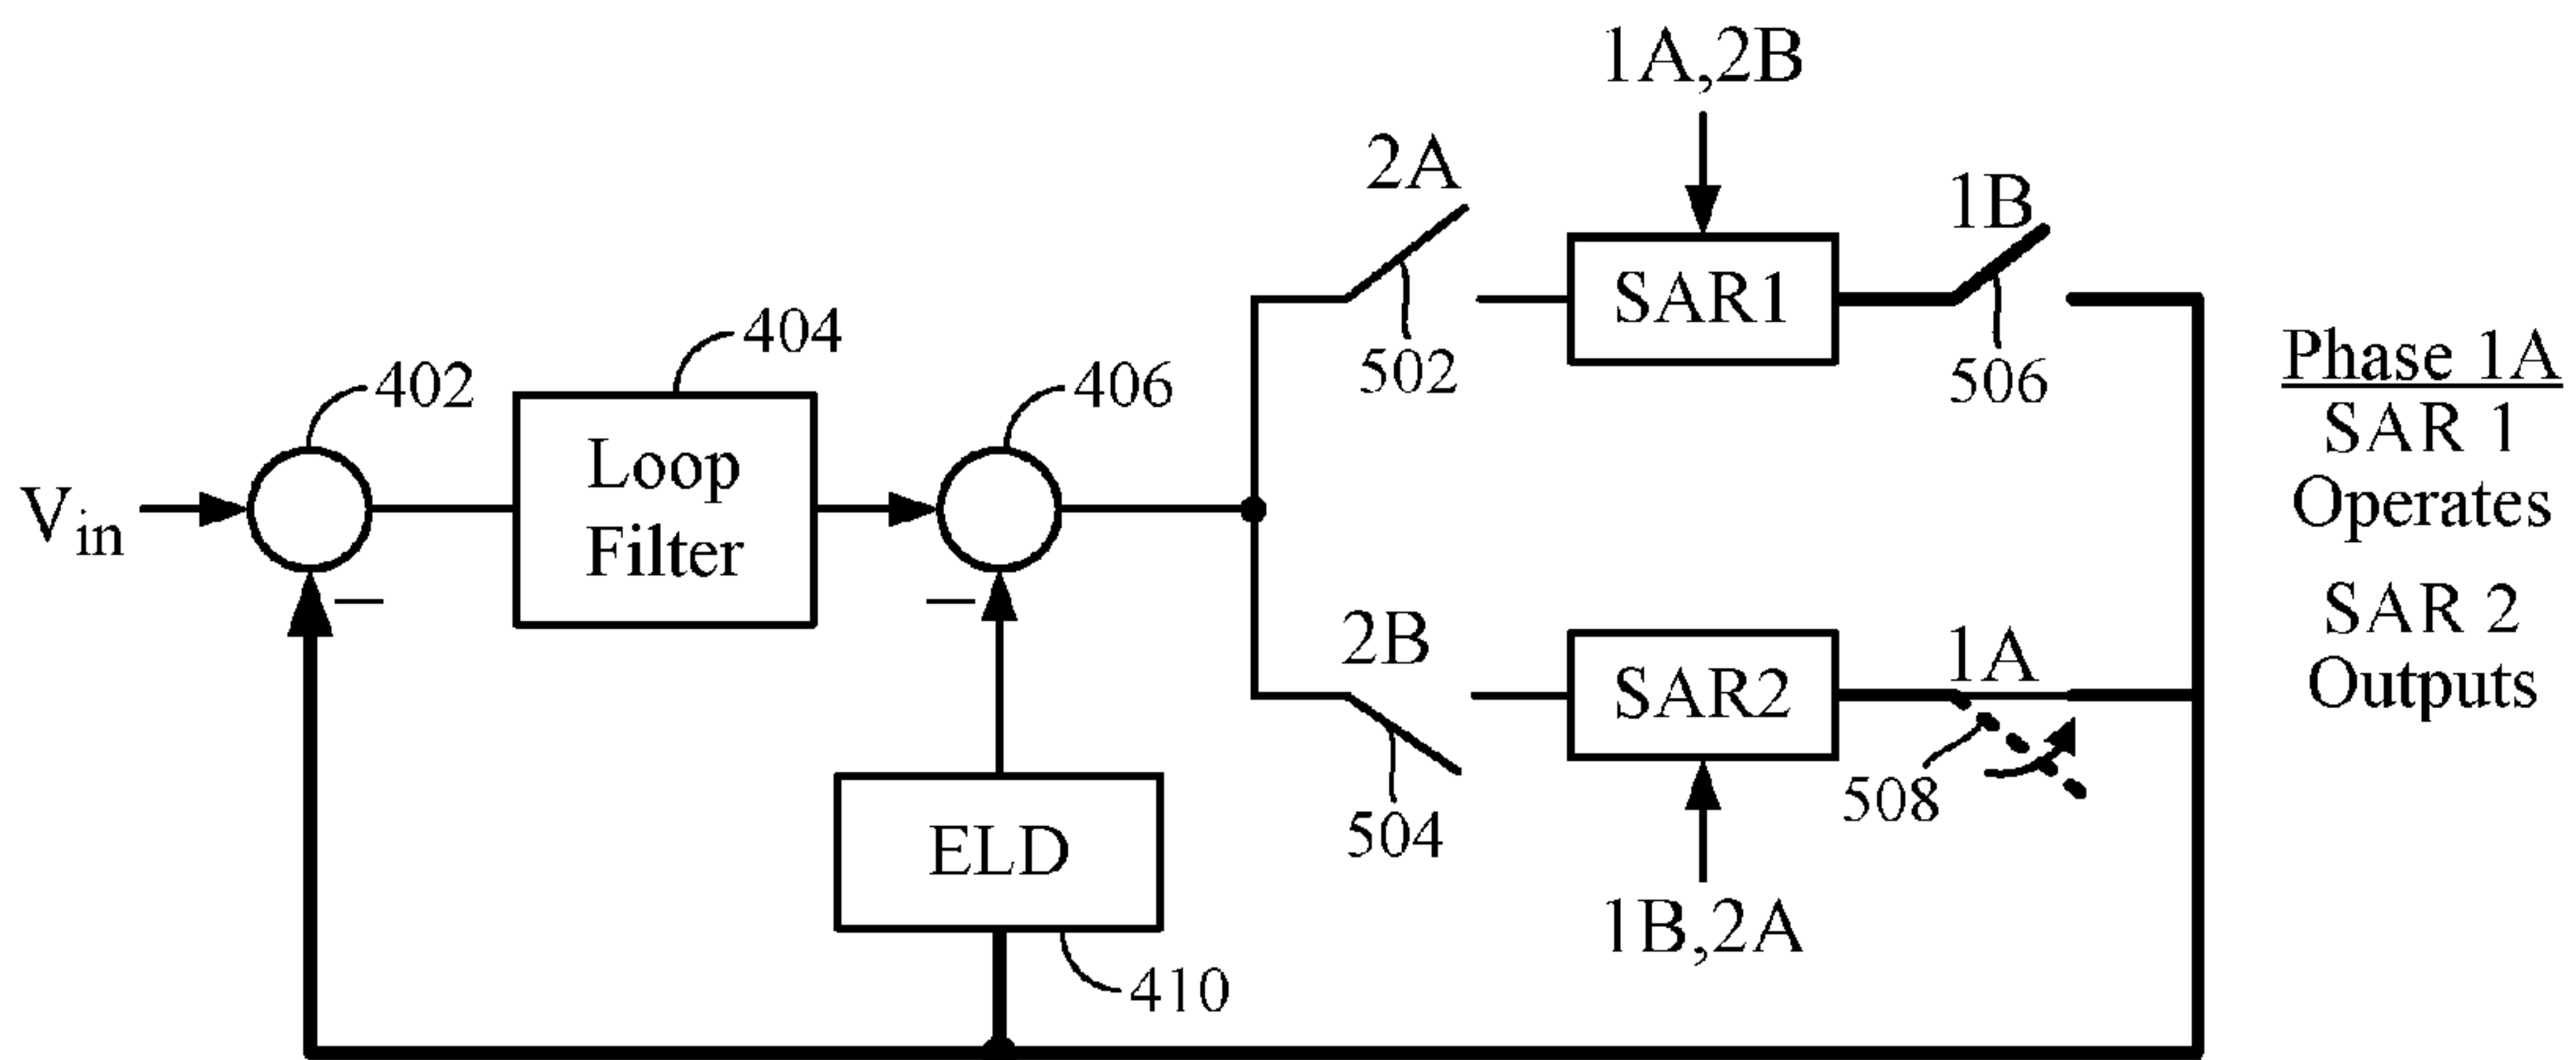 1A,2B
2A
1B
SAR1
404
402
406
502
506
Phase 1A
SAR 1
Operates
SAR 2
Outputs
Loop
Filter
Vin
−
−
2B
SAR2
1A
508
504
ELD
1B,2A
410